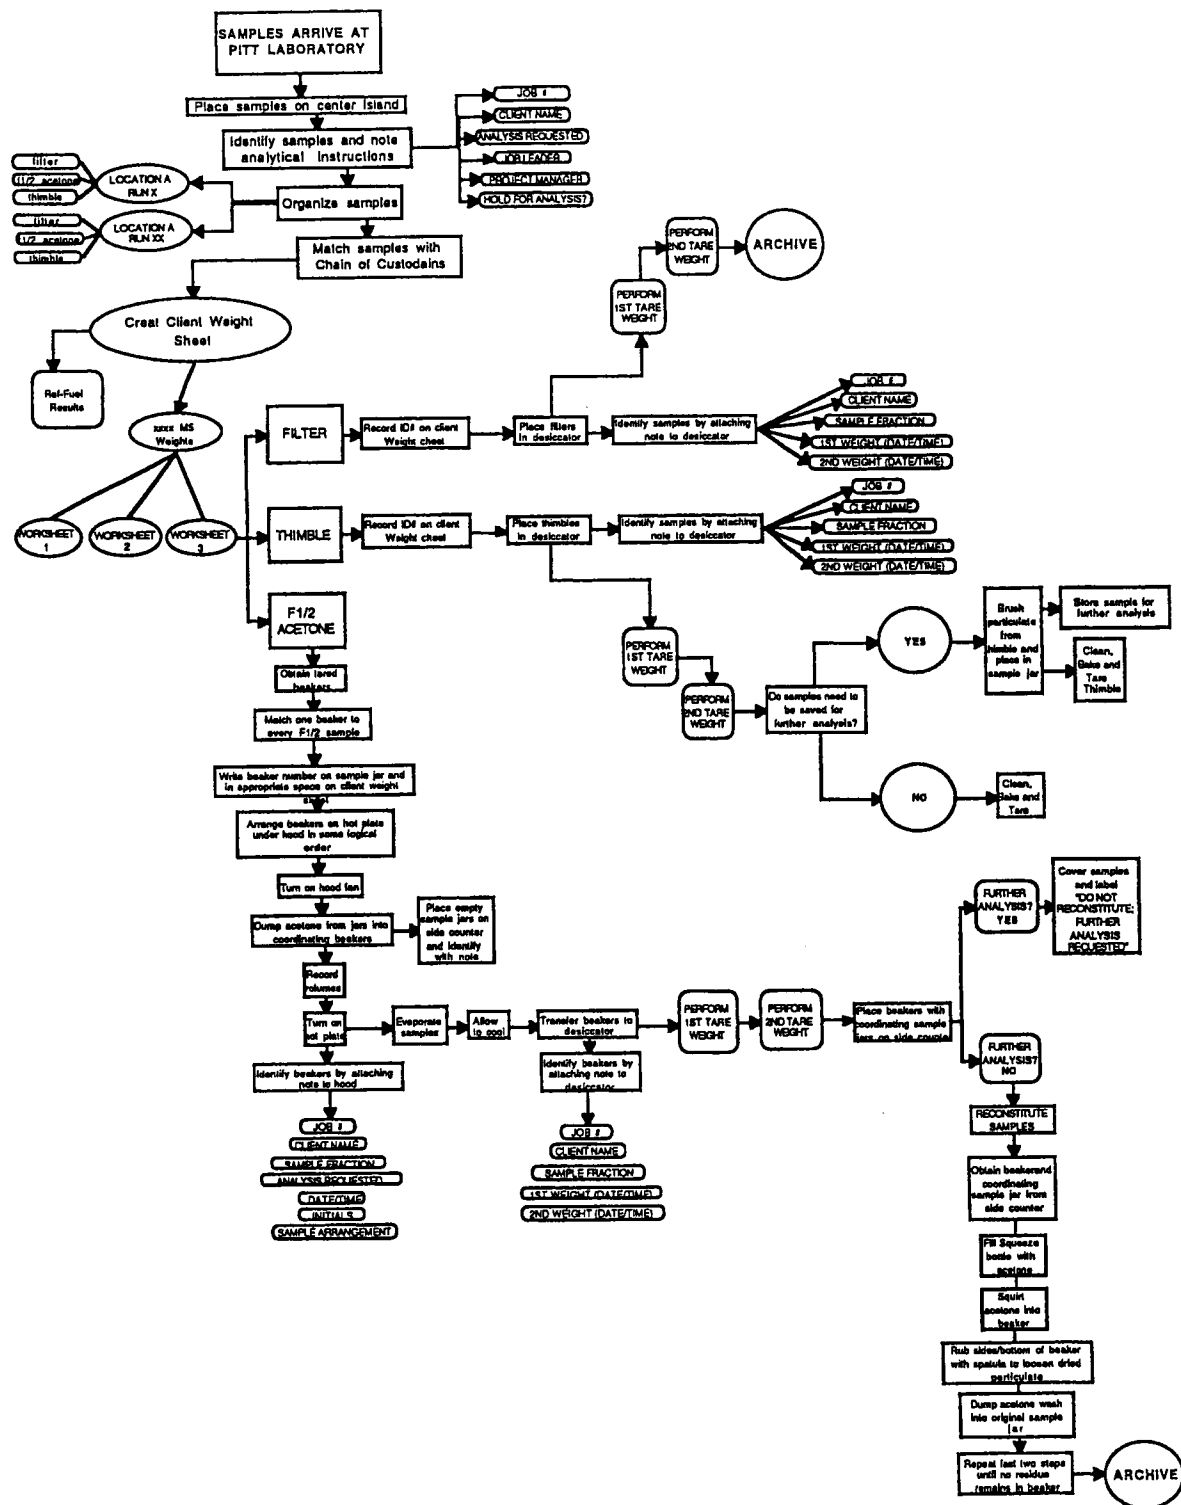 SAMPLES ARRIVE AT
PITT LABORATORY
Place samples on center Island
Identify samples and note
analytical Instructions
JOB #
CLIENT NAME
ANALYSIS REQUESTED
JOB LEADER
PROJECT MANAGER
HOLD FOR ANALYSIS?
filter
f1/2 acetone
thimble
LOCATION A
RUN X
filter
1/2 acetone
thimble
LOCATION A
RUN XX
Organize samples
Match samples with
Chain of Custodains
Creat Client Weight
Sheet
Ref-Fuel
Results
xxxx MS
Weights
WORKSHEET
1
WORKSHEET
2
WORKSHEET
3
PERFORM
1ST TARE
WEIGHT
PERFORM
2ND TARE
WEIGHT
ARCHIVE
FILTER
Record ID# on client
Weight cheet
Place filters
In desiccator
Identify samples by attaching
note to desiccator
JOB #
CLIENT NAME
SAMPLE FRACTION
1ST WEIGHT (DATE/TIME)
2ND WEIGHT (DATE/TIME)
THIMBLE
Record ID# on client
Weight cheet
Place thimbles
in desiccator
Identify samples by attaching
note to desiccator
JOB #
CLIENT NAME
SAMPLE FRACTION
1ST WEIGHT (DATE/TIME)
2ND WEIGHT (DATE/TIME)
PERFORM
1ST TARE
WEIGHT
PERFORM
2ND TARE
WEIGHT
Do samples need to
be saved for
further analysis?
YES
Brush
particulate
from
thimble and
place in
sample jar
Store sample for
further analysis
Clean,
Bake and
Tare
Thimble
NO
Clean,
Bake and
Tare
F1/2
ACETONE
Obtain tared
beakers
Match one beaker to
every F1/2 sample
Write beaker number on sample jar and
in appropriate space on client weight
sheet
Arrange beakers on hot plate
under hood in some logical
order
Turn on hood fan
Dump acetone from jars into
coordinating beakers
Place empty
sample jars on
side counter
and Identify
with note
Record
volumes
Turn on
hot plate
Evaporate
samples
Allow
to cool
Transfer beakers to
desiccator
PERFORM
1ST TARE
WEIGHT
PERFORM
2ND TARE
WEIGHT
Place beakers with
coordinating sample
jars on side couple
FURTHER
ANALYSIS?
YES
Cover samples
and label
"DO NOT
RECONSTITUTE;
FURTHER
ANALYSIS
REQUESTED"
FURTHER
ANALYSIS?
NO
Identify beakers by attaching
note to hood
JOB #
CLIENT NAME
SAMPLE FRACTION
ANALYSIS REQUESTED
DATE/TIME
INITIALS
SAMPLE ARRANGEMENT
Identify beakers by
attaching note to
desiccator
JOB #
CLIENT NAME
SAMPLE FRACTION
1ST WEIGHT (DATE/TIME)
2ND WEIGHT (DATE/TIME)
RECONSTITUTE
SAMPLES
Obtain beakerand
coordinating
sample jar from
side counter
Fill Squeeze
bottle with
acetone
Squirt
acetone into
beaker
Rub sides/bottom of beaker
with spatula to loosen dried
particulate
Dump acetone wash
into original sample
jar
Repeat last two steps
until no residue
remains in beaker
ARCHIVE